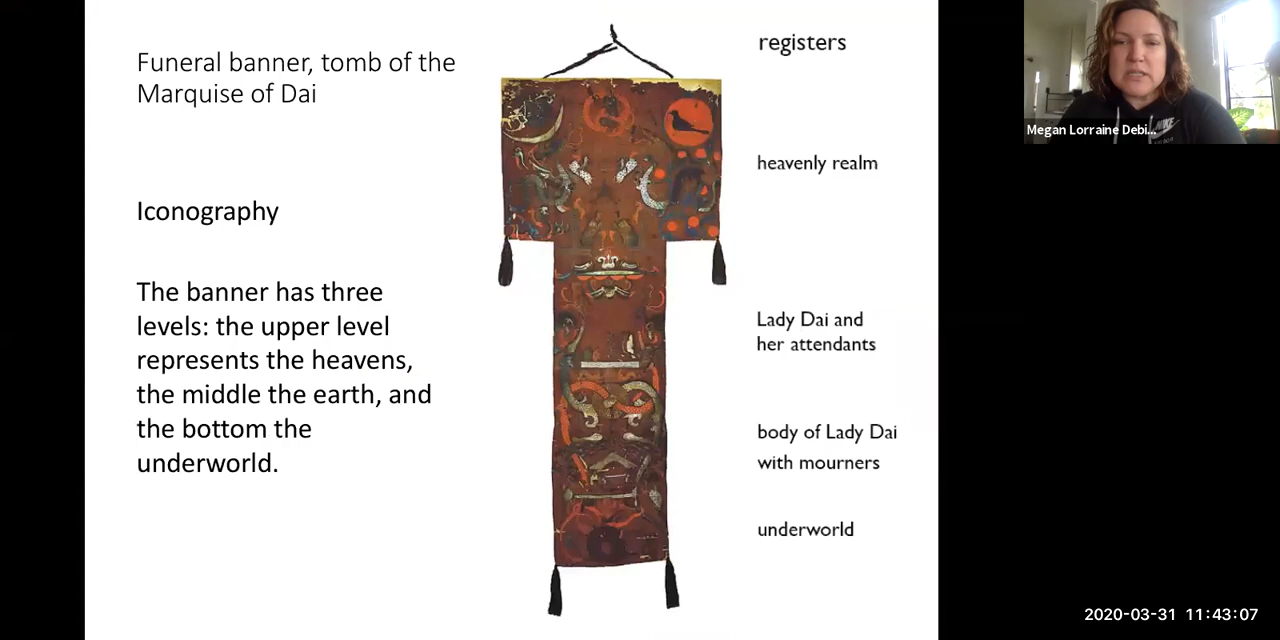 Funeral banner, tomb of the
Marquise of Dai
Iconography
The banner has three
levels: the upper level
represents the heavens,
the middle the earth, and
the bottom the
underworld.
registers
heavenly realm
Lady Dai and
her attendants
body of Lady Dai
with mourners
underworld
NIKE
Megan Lorraine Debi...
2020-03-31 11:43:07